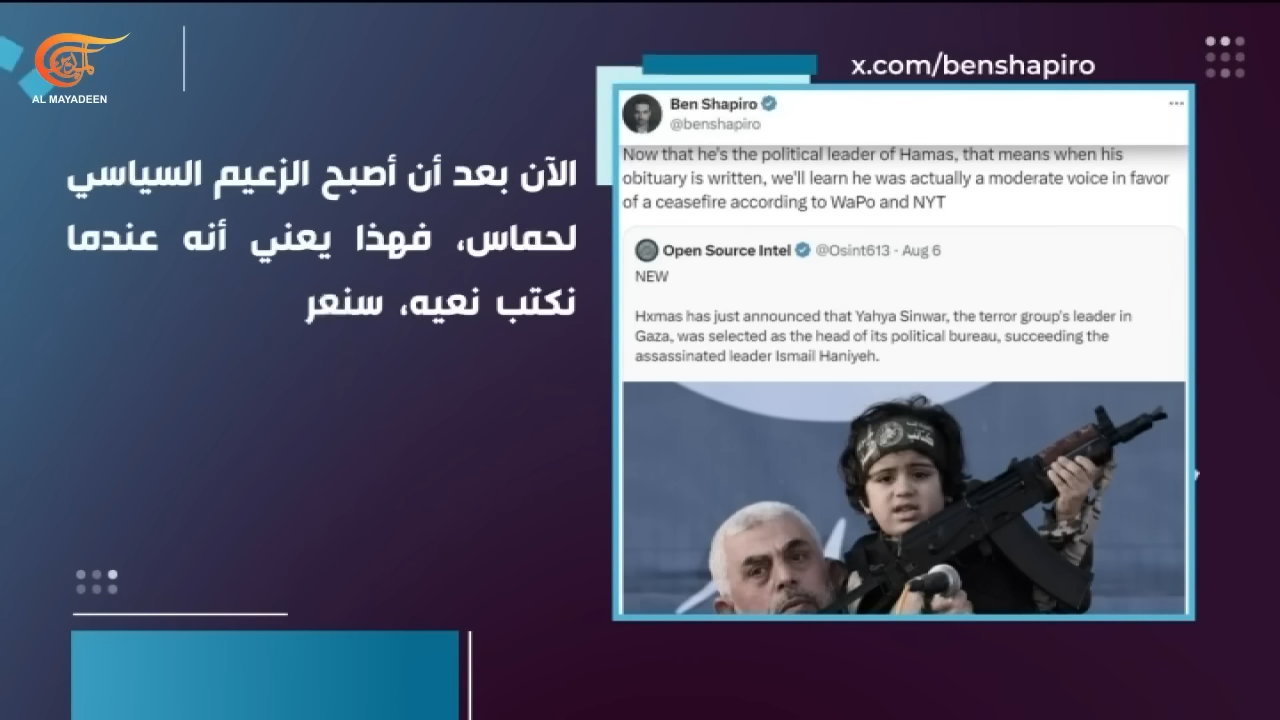 AL MAYADEEN
x.com/benshapiro
الآن بعد أن أصبح الزعيم السياسي
لحماس، فهذا يعني أنه عندما
نكتب نعيه، سنعر
Ben Shapiro
@benshapiro
Now that he's the political leader of Hamas, that means when his
obituary is written, we'll learn he was actually a moderate voice in favor
of a ceasefire according to WaPo and NYT
Open Source Intel @Osint613 · Aug 6
NEW
Hxmas has just announced that Yahya Sinwar, the terror group's leader in
Gaza, was selected as the head of its political bureau, succeeding the
assassinated leader Ismail Haniyeh.